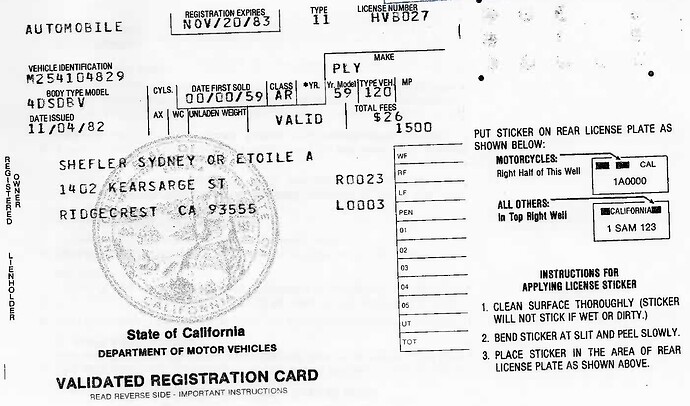 AUTOMOBILE
REGISTRATION EXPIRES
NOV/20/83
TYPE
11
LICENSE NUMBER
HVB027
VEHICLE IDENTIFICATION
M254104829
MAKE
PLY
BODY TYPE MODEL
4DSDBV
CYLS.
DATE FIRST SOLD
00/00/59
CLASS
AR
*YR.
Yr. Model
59
TYPE VEH
120
MP
DATE ISSUED
11/04/82
AX
WC
UNLADEN WEIGHT
VALID
TOTAL FEES
$26
1500
REGISTERED OWNER
SHEFLER SYDNEY OR ETOILE A
1402 KEARSARGE ST
R0023
RIDGECREST CA 93555
L0003
LIENHOLDER
WF
RF
LF
PEN
01
02
03
04
05
UT
TOT
State of California
DEPARTMENT OF MOTOR VEHICLES
VALIDATED REGISTRATION CARD
READ REVERSE SIDE - IMPORTANT INSTRUCTIONS
PUT STICKER ON REAR LICENSE PLATE AS
SHOWN BELOW:
MOTORCYCLES:
Right Half of This Well
CAL
1A0000
ALL OTHERS:
In Top Right Well
CALIFORNIA
1 SAM 123
INSTRUCTIONS FOR
APPLYING LICENSE STICKER
1. CLEAN SURFACE THOROUGHLY (STICKER
WILL NOT STICK IF WET OR DIRTY.)
2. BEND STICKER AT SLIT AND PEEL SLOWLY.
3. PLACE STICKER IN THE AREA OF REAR
LICENSE PLATE AS SHOWN ABOVE.